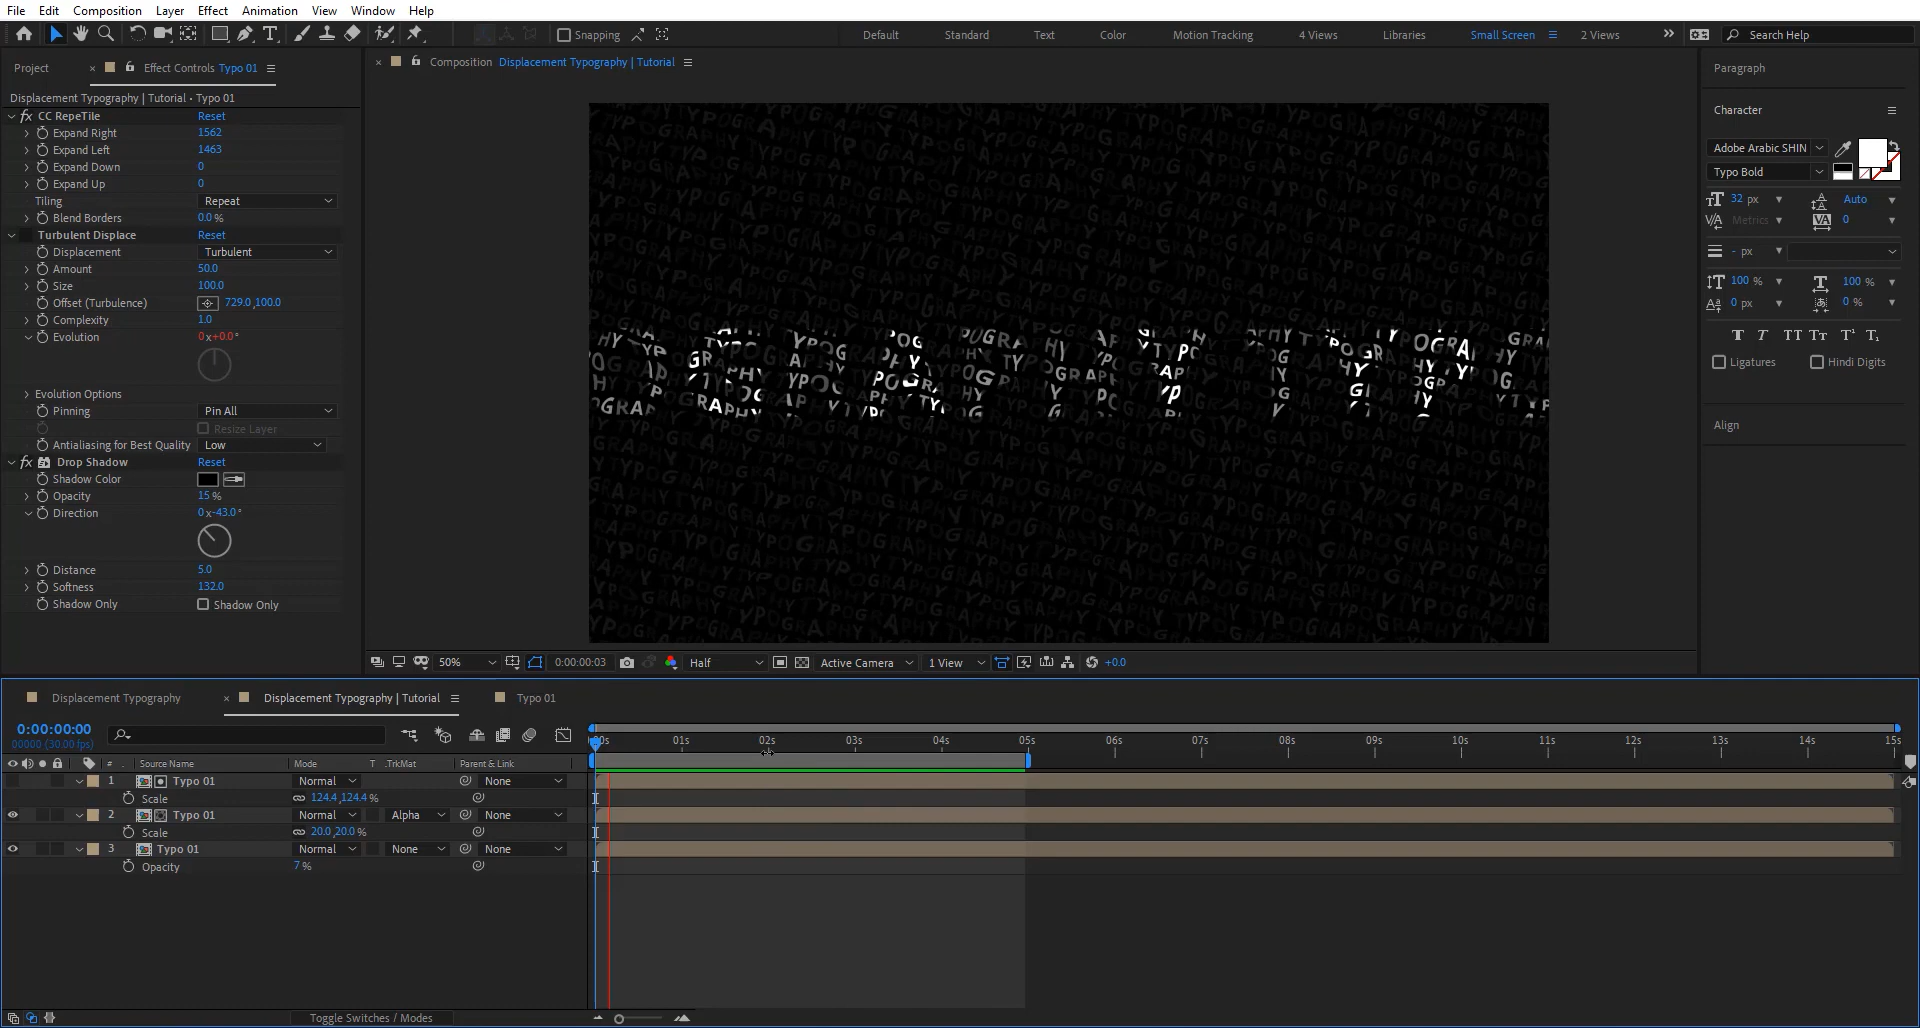 File Edit Composition Layer Effect Animation View Window Help
Snapping Default Standard Text Color Motion Tracking 4 Views Libraries Small Screen 2 Views Search Help
Project Effect Controls Typo 01
Composition Displacement Typography | Tutorial
Paragraph
Displacement Typography | Tutorial • Typo 01
fx CC RepeTile Reset
Expand Right 1562
Expand Left 1463
Expand Down 0
Expand Up 0
Tiling Repeat
Blend Borders 0.0 %
Turbulent Displace Reset
Displacement Turbulent
Amount 50.0
Size 100.0
Offset (Turbulence) 729.0 ,100.0
Complexity 1.0
Evolution 0 x+0.0 °
Evolution Options
Pinning Pin All
Resize Layer
Antialiasing for Best Quality Low
fx Drop Shadow Reset
Shadow Color
Opacity 15 %
Direction 0 x-43.0 °
Distance 5.0
Softness 132.0
Shadow Only Shadow Only
Character
Adobe Arabic SHIN
Typo Bold
32 px Auto
Metrics 0
- px
100 % 100 %
0 px 0 %
Ligatures Hindi Digits
Align
50% 0:00:00:03 Half Active Camera 1 View +0.0
Displacement Typography Displacement Typography | Tutorial Typo 01
0:00:00:00
00000 (30.00 fps)
01s 02s 03s 04s 05s 06s 07s 08s 09s 10s 11s 12s 13s 14s 15s
# Source Name Mode T .TrkMat Parent & Link
1 Typo 01 Normal None
Scale 124.4 ,124.4 %
2 Typo 01 Normal Alpha None
Scale 20.0 ,20.0 %
3 Typo 01 Normal None None
Opacity 7 %
Toggle Switches / Modes